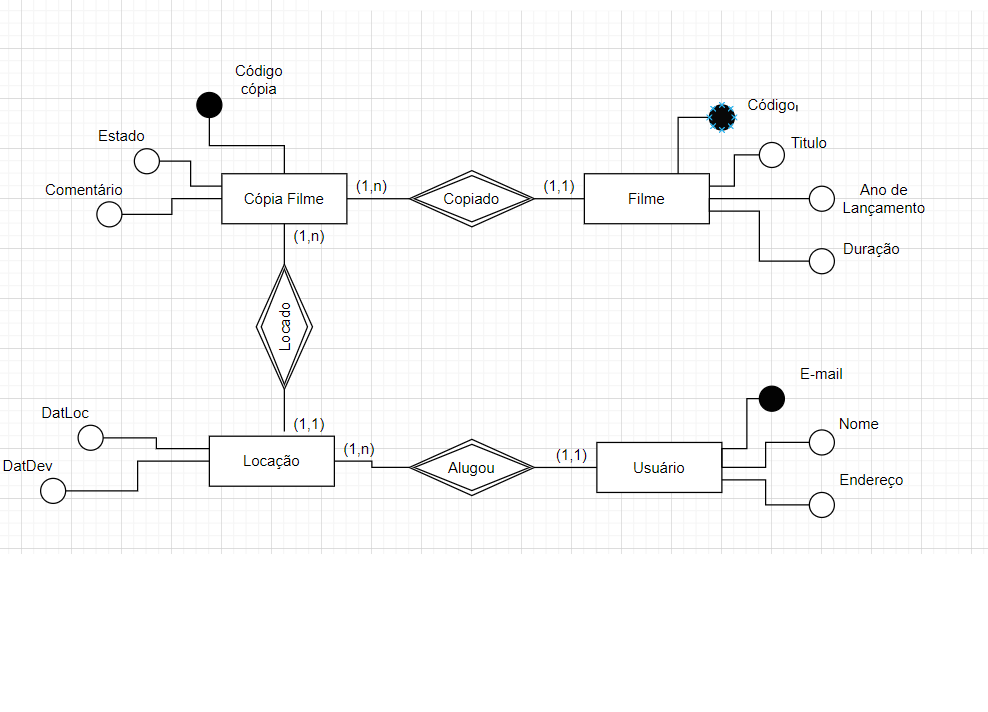 Código
cópia
Código
Estado
Titulo
Comentário
Cópia Filme
(1,n)
Copiado
(1,1)
Filme
Ano de
Lançamento
(1,n)
Duração
Locado
E-mail
DatLoc
(1,1)
Nome
(1,n)
(1,1)
DatDev
Locação
Alugou
Usuário
Endereço